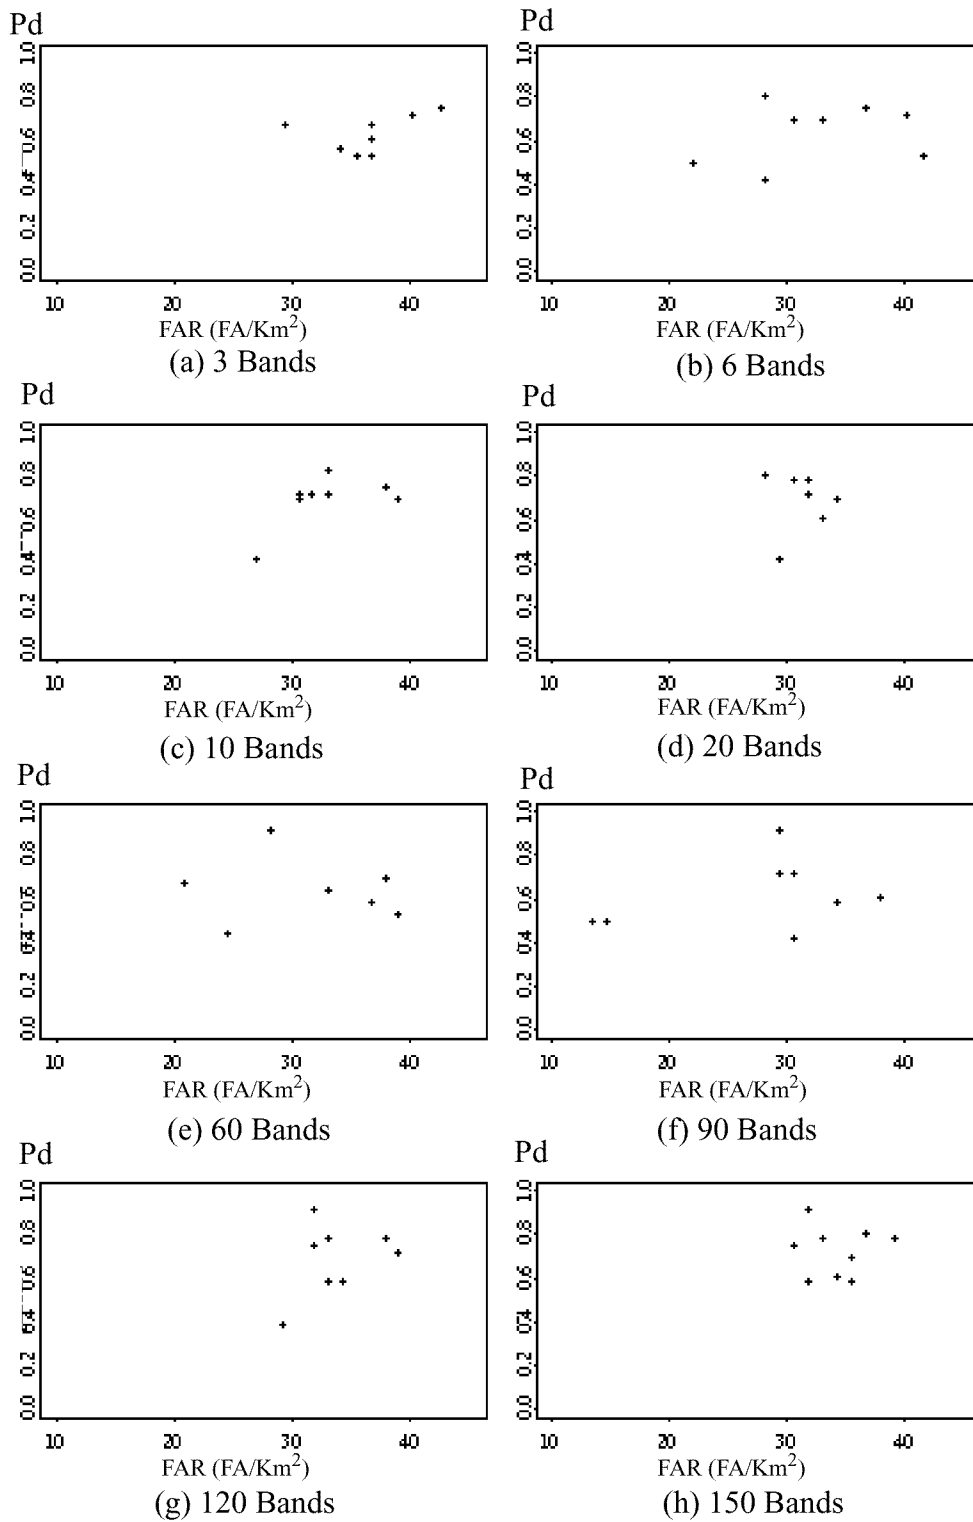 Pd
Pd
1.0
0.8
0.6
0.4
0.2
0.0
10 20 30 40
FAR (FA/Km²)
(a) 3 Bands
1.0
0.8
0.6
0.4
0.2
0.0
10 20 30 40
FAR (FA/Km²)
(b) 6 Bands
Pd
Pd
1.0
0.8
0.6
0.4
0.2
0.0
10 20 30 40
FAR (FA/Km²)
(c) 10 Bands
1.0
0.8
0.6
0.4
0.2
0.0
10 20 30 40
FAR (FA/Km²)
(d) 20 Bands
Pd
Pd
1.0
0.8
0.6
0.4
0.2
0.0
10 20 30 40
FAR (FA/Km²)
(e) 60 Bands
1.0
0.8
0.6
0.4
0.2
0.0
10 20 30 40
FAR (FA/Km²)
(f) 90 Bands
Pd
Pd
1.0
0.8
0.6
0.4
0.2
0.0
10 20 30 40
FAR (FA/Km²)
(g) 120 Bands
1.0
0.8
0.6
0.4
0.2
0.0
10 20 30 40
FAR (FA/Km²)
(h) 150 Bands